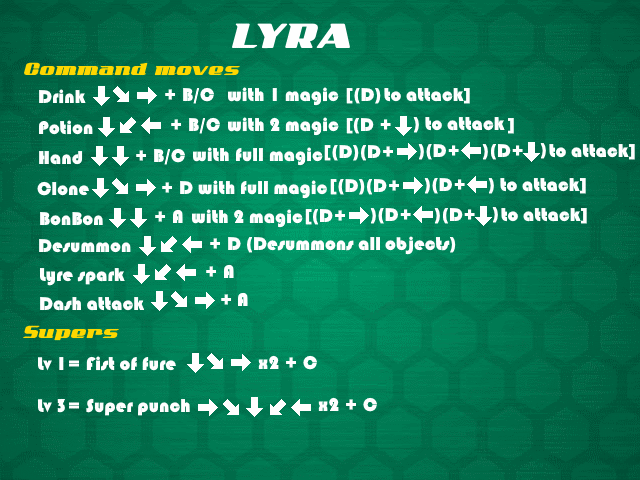 LYRA
Command moves
Drink ⬇⬊➡ + B/C with 1 magic [(D) to attack]
Potion ⬇⬋⬅ + B/C with 2 magic [(D + ⬇) to attack]
Hand ⬇⬇ + B/C with full magic [(D)(D+➡)(D+⬅)(D+⬇) to attack]
Clone ⬇⬊➡ + D with full magic [(D)(D+➡)(D+⬅) to attack]
BonBon ⬇⬇ + A with 2 magic [(D+➡)(D+⬅)(D+⬇) to attack]
Desummon ⬇⬋⬅ + D (Desummons all objects)
Lyre spark ⬇⬋⬅ + A
Dash attack ⬇⬊➡ + A
Supers
Lv 1= Fist of fure ⬇⬊➡ x2 + C
Lv 3= Super punch ➡⬊⬇⬋⬅ x2 + C